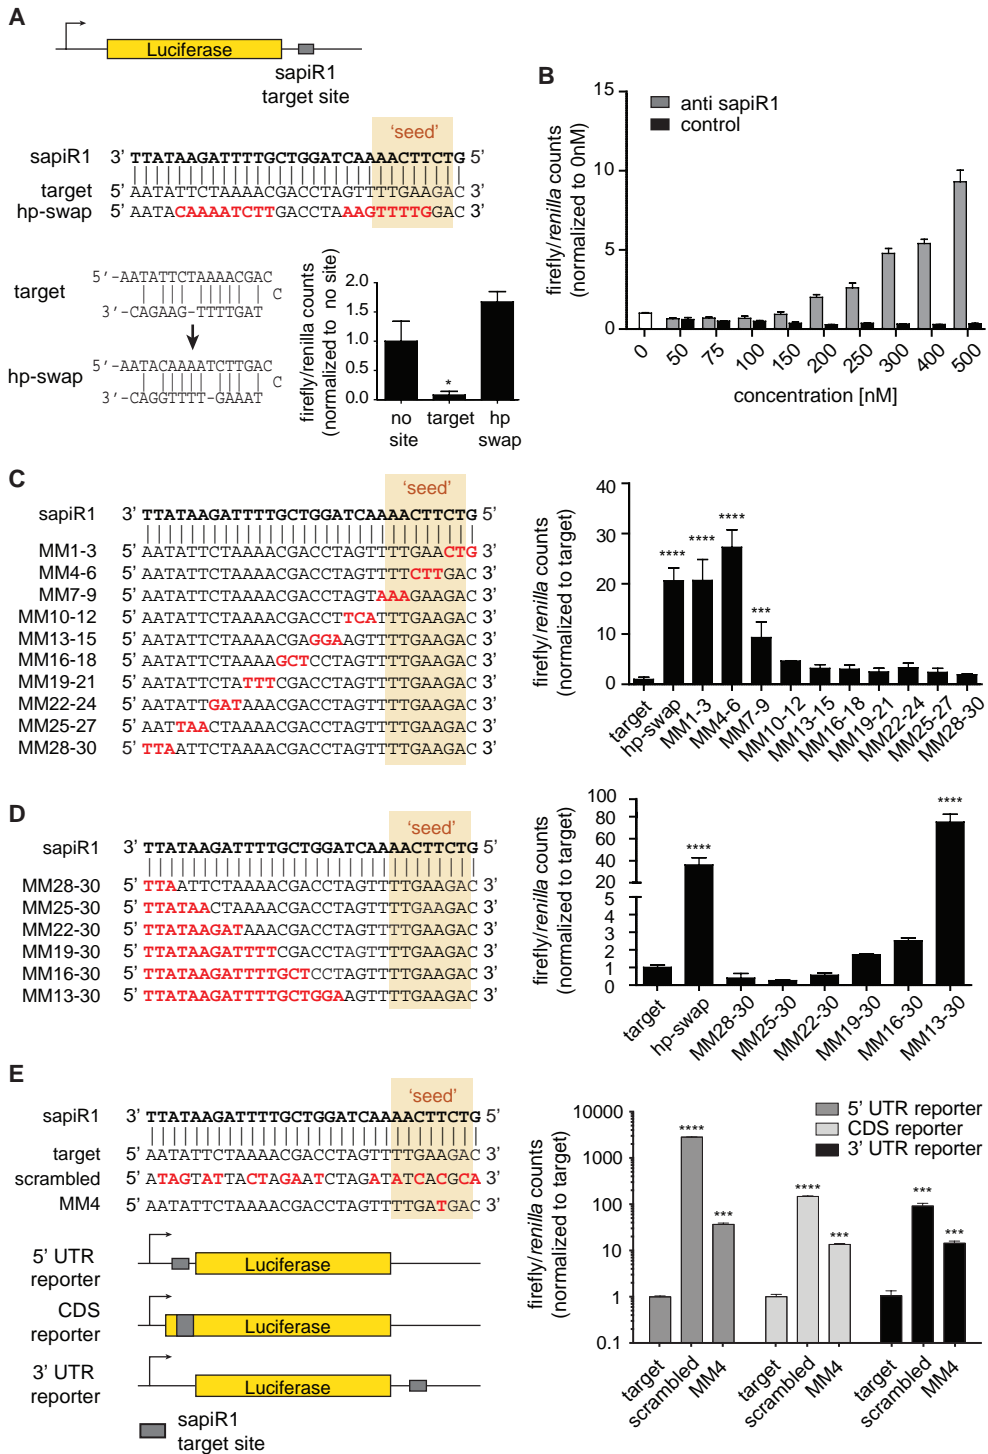 A
Luciferase
sapiR1
target site
'seed'
sapiR1 3' TTATAAGATTTTGCTGGATCAAAACTTCTG 5'
target 5' AATATTCTAAAACGACCTAGTTTTGAAGAC 3'
hp-swap 5' AATACAAAATCTTGACCTAAAGTTTTGGAC 3'
target
5'-AATATTCTAAAACGAC
C
3'-CAGAAG-TTTTGAT
hp-swap
5'-AATACAAAATCTTGAC
C
3'-CAGGTTTT-GAAAT
firefly/renilla counts
(normalized to no site)
1.5
1.0
0.5
0.0
2.0
*
no site
target
hp swap
B
firefly/renilla counts
(normalized to 0nM)
15
10
5
0
anti sapiR1
control
0 50 75 100 150 200 250 300 400 500
concentration [nM]
C
'seed'
sapiR1 3' TTATAAGATTTTGCTGGATCAAAACTTCTG 5'
MM1-3 5' AATATTCTAAAACGACCTAGTTTTGAACTG 3'
MM4-6 5' AATATTCTAAAACGACCTAGTTTTCTTGAC 3'
MM7-9 5' AATATTCTAAAACGACCTAGTAAAGAAGAC 3'
MM10-12 5' AATATTCTAAAACGACCTTCATTTGAAGAC 3'
MM13-15 5' AATATTCTAAAACGAGGAAGTTTTGAAGAC 3'
MM16-18 5' AATATTCTAAAAGCTCCTAGTTTTGAAGAC 3'
MM19-21 5' AATATTCTATTTCGACCTAGTTTTGAAGAC 3'
MM22-24 5' AATATTGATAAACGACCTAGTTTTGAAGAC 3'
MM25-27 5' AATTAACTAAAACGACCTAGTTTTGAAGAC 3'
MM28-30 5' TTAATTCTAAAACGACCTAGTTTTGAAGAC 3'
firefly/renilla counts
(normalized to target)
40
30
20
10
0
**** **** **** ***
target hp-swap MM1-3 MM4-6 MM7-9 MM10-12 MM13-15 MM16-18 MM19-21 MM22-24 MM25-27 MM28-30
D
'seed'
sapiR1 3' TTATAAGATTTTGCTGGATCAAAACTTCTG 5'
MM28-30 5' TTAATTCTAAAACGACCTAGTTTTGAAGAC 3'
MM25-30 5' TTATAACTAAAACGACCTAGTTTTGAAGAC 3'
MM22-30 5' TTATAAGATAAACGACCTAGTTTTGAAGAC 3'
MM19-30 5' TTATAAGATTTTCGACCTAGTTTTGAAGAC 3'
MM16-30 5' TTATAAGATTTTGCTCCTAGTTTTGAAGAC 3'
MM13-30 5' TTATAAGATTTTGCTGGAAGTTTTGAAGAC 3'
firefly/renilla counts
(normalized to target)
100
80
60
40
20
5
4
3
2
1
0
**** ****
target hp-swap MM28-30 MM25-30 MM22-30 MM19-30 MM16-30 MM13-30
E
'seed'
sapiR1 3' TTATAAGATTTTGCTGGATCAAAACTTCTG 5'
target 5' AATATTCTAAAACGACCTAGTTTTGAAGAC 3'
scrambled 5' ATAGTATTACTAGAATCTAGATATCACGCA 3'
MM4 5' AATATTCTAAAACGACCTAGTTTTGATGAC 3'
5' UTR
reporter
Luciferase
CDS
reporter
Luciferase
3' UTR
reporter
Luciferase
sapiR1
target site
firefly/renilla counts
(normalized to target)
10000
1000
100
10
1
0.1
5' UTR reporter
CDS reporter
3' UTR reporter
**** *** **** *** *** ***
target scrambled MM4 target scrambled MM4 target scrambled MM4